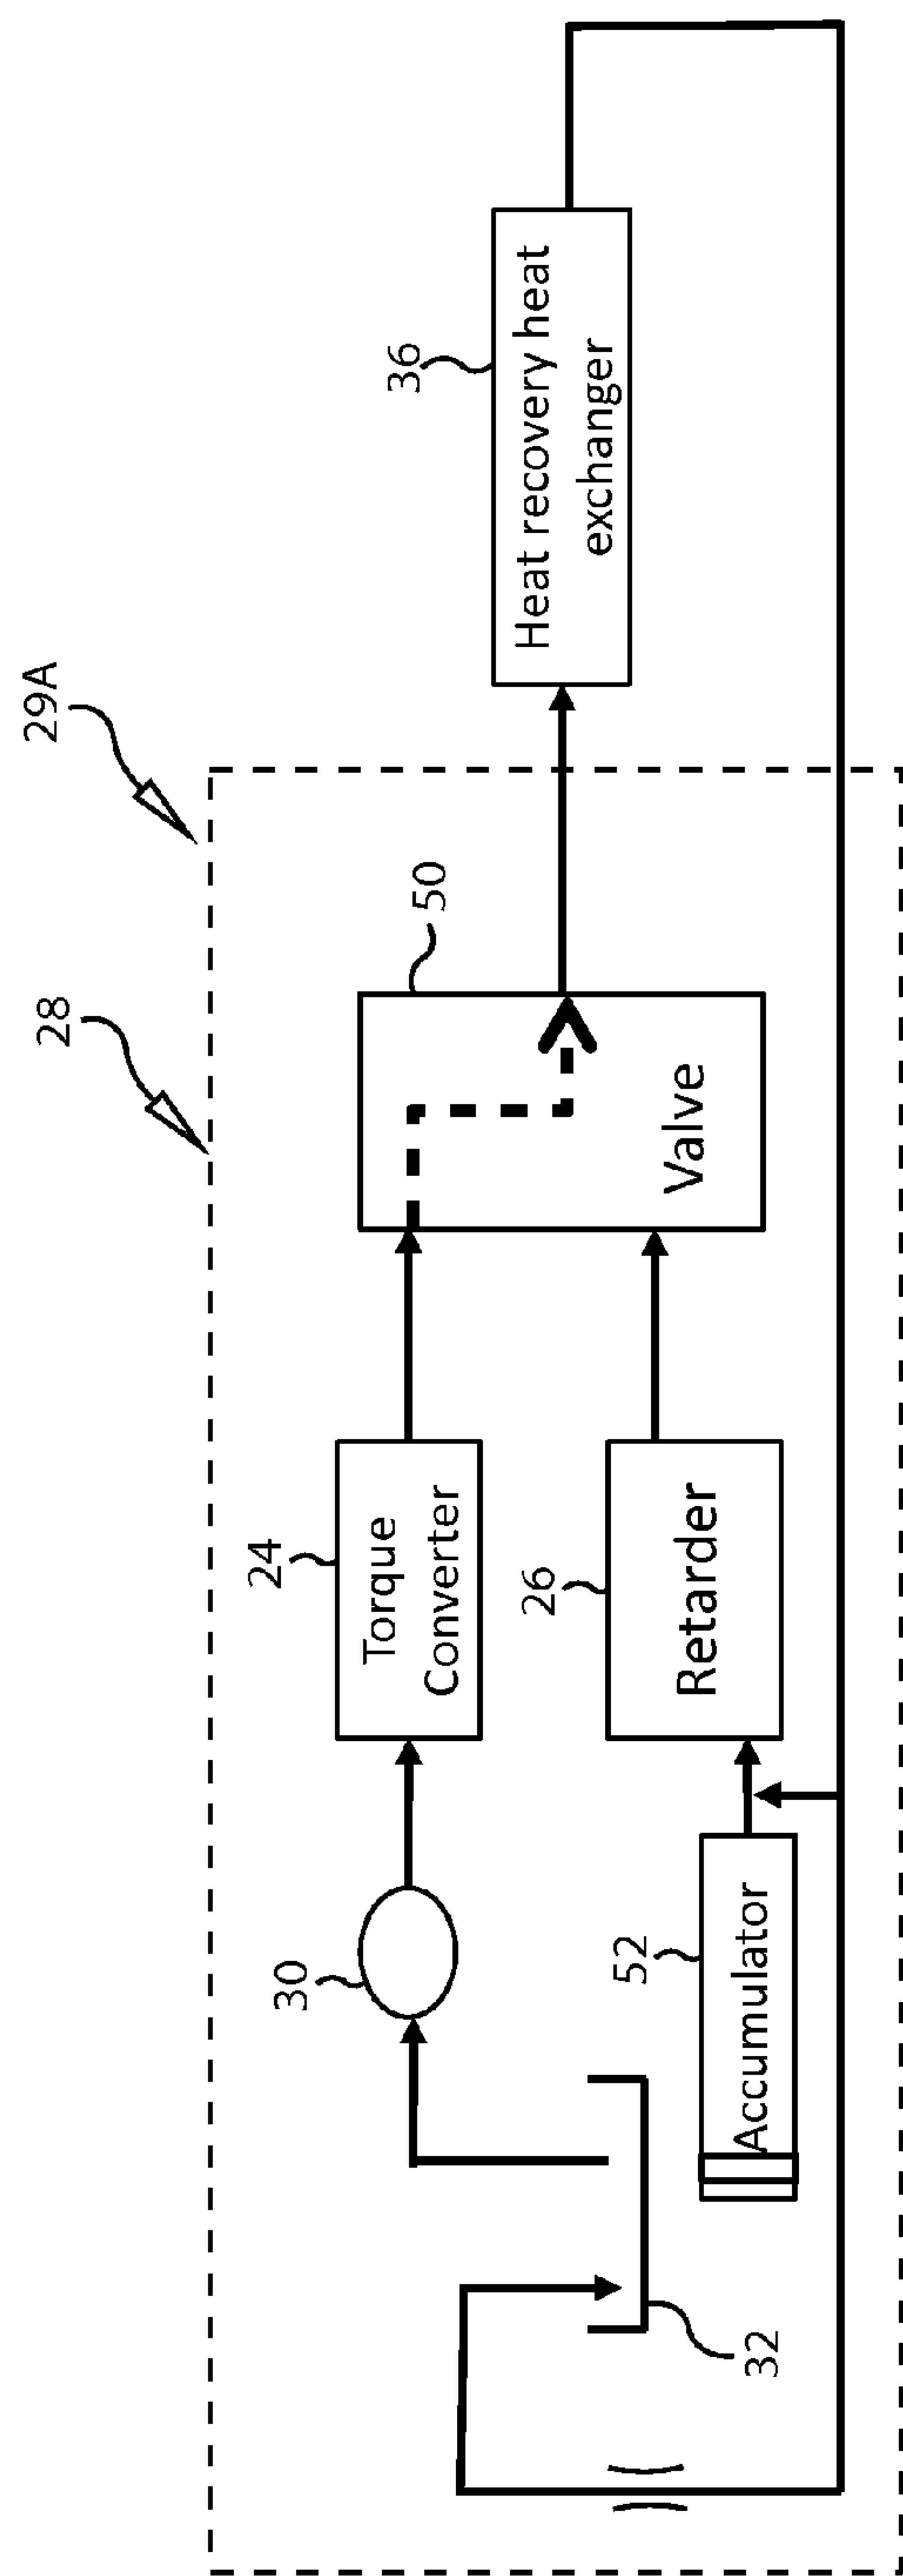 29A
28
50
36
Heat recovery heat
exchanger
Valve
24
Torque
Converter
26
Retarder
30
52
Accumulator
32